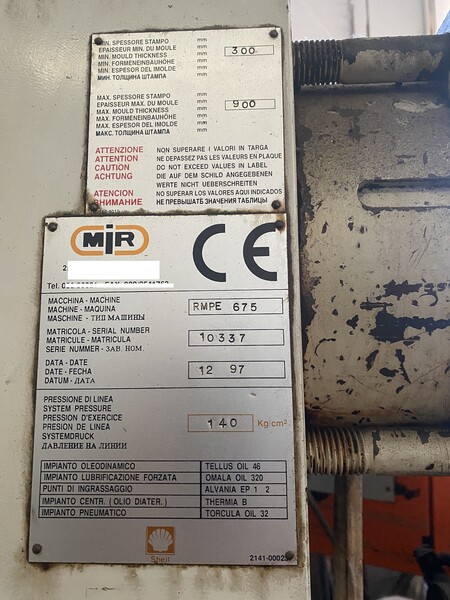 MIN. SPESSORE STAMPO mm
EPAISSEUR MIN. DU MOULE mm
MIN. MOULD THICKNESS mm 300
MIN. FORMENEINBAUHÖHE mm
MIN. ESPESOR DEL IMOLDE mm
МИН. ТОЛЩИНА ШТАМПА
MAX. SPESSORE STAMPO mm
EPAISSEUR MAX. DU MOULE mm
MAX. MOULD THICKNESS mm 900
MAX. FORMENEINBAUHÖHE mm
MAX. ESPESOR DEL IMOLDE mm
МАКС. ТОЛЩИНА ШТАМПА
ATTENZIONE NON SUPERARE I VALORI IN TARGA
ATTENTION NE DEPASSEZ PAS LES VALEURS EN PLAQUE
CAUTION DO NOT EXCEED VALUES IN LABEL
ACHTUNG DIE AUF DEM SCHILD ANGEGEBENEN
WERTE NICHT UEBERSCHREITEN
ATENCION NO SUPERAR LOS VALORES AQUI INDICADOS
ВНИМАНИЕ НЕ ПРЕВЫШАТЬ ЗНАЧЕНИЯ ТАБЛИЦЫ
MIR CE
Tel.
MACCHINA - MACHINE
MACHINE - MAQUINA RMPE 675
MASCHINE - ТИП МАШИНЫ
MATRICOLA - SERIAL NUMBER
MATRICULE - MATRICULA 10337
SERIE NUMMER - ЗАВ. НОМ.
DATA - DATE
DATE - FECHA 12 97
DATUM - ДАТА
PRESSIONE DI LINEA
SYSTEM PRESSURE
PRESSION D'EXERCICE 140 Kg/cm²
PRESION DE LINEA
SYSTEMDRUCK
ДАВЛЕНИЕ НА ЛИНИИ
IMPIANTO OLEODINAMICO TELLUS OIL 46
IMPIANTO LUBRIFICAZIONE FORZATA OMALA OIL 320
PUNTI DI INGRASSAGGIO ALVANIA EP 1 2
IMPIANTO CENTR. (OLIO DIATER.) THERMIA B
IMPIANTO PNEUMATICO TORCULA OIL 32
Shell 2141-00025